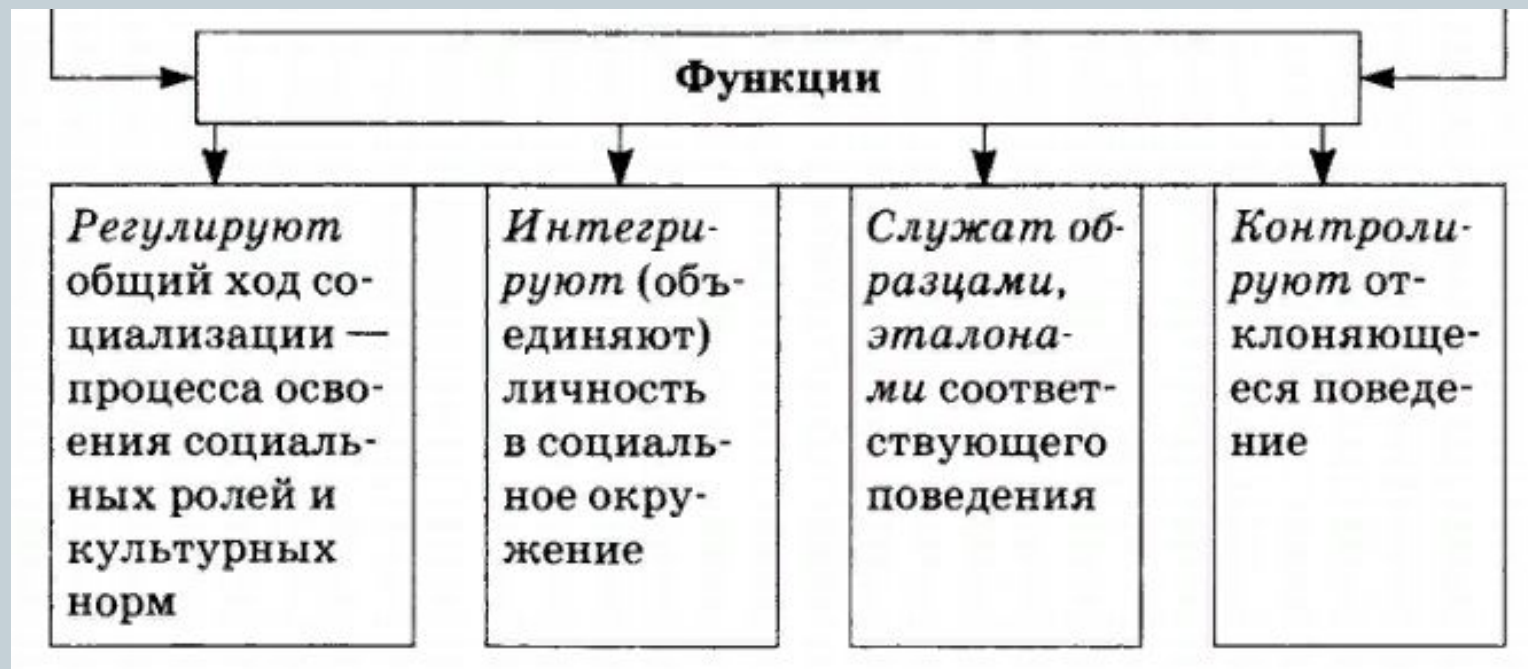 Функции
Регулируют
общий ход со-
циализации —
процесса осво-
ения социаль-
ных ролей и
культурных
норм
Интегри-
руют (объ-
единяют)
личность
в социаль-
ное окру-
жение
Служат об-
разцами,
эталона-
ми соответ-
ствующего
поведения
Контроли-
руют от-
клоняюще-
еся поведе-
ние